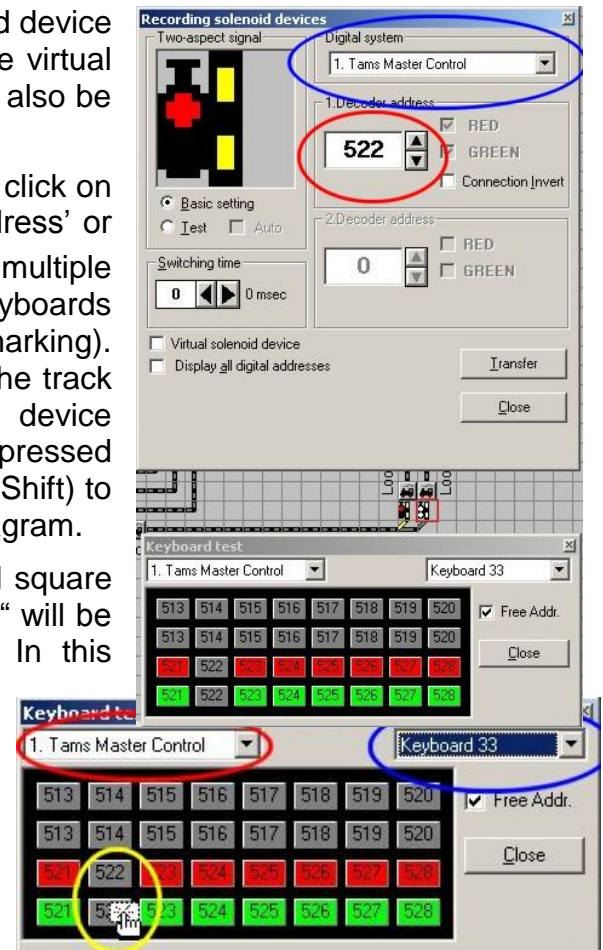 d device
e virtual
also be
click on
dress' or
multiple
yboards
narking).
he track
device
pressed
Shift) to
gram.
square
“ will be
In this
Recording solenoid devices
Two-aspect signal
Basic setting
Test Auto
Switching time
0 0 msec
Virtual solenoid device
Display all digital addresses
Digital system
1. Tams Master Control
1.Decoder address
522
RED
GREEN
Connection Invert
2.Decoder address
0
RED
GREEN
Transfer
Close
Keyboard test
1. Tams Master Control Keyboard 33
513 514 515 516 517 518 519 520
513 514 515 516 517 518 519 520
521 522 523 524 525 526 527 528
521 522 523 524 525 526 527 528
Free Addr.
Close
Keyboard te
1. Tams Master Control Keyboard 33
513 514 515 516 517 518 519 520
513 514 515 516 517 518 519 520
521 522 523 524 525 526 527 528
521 523 524 525 526 527 528
Free Addr.
Close